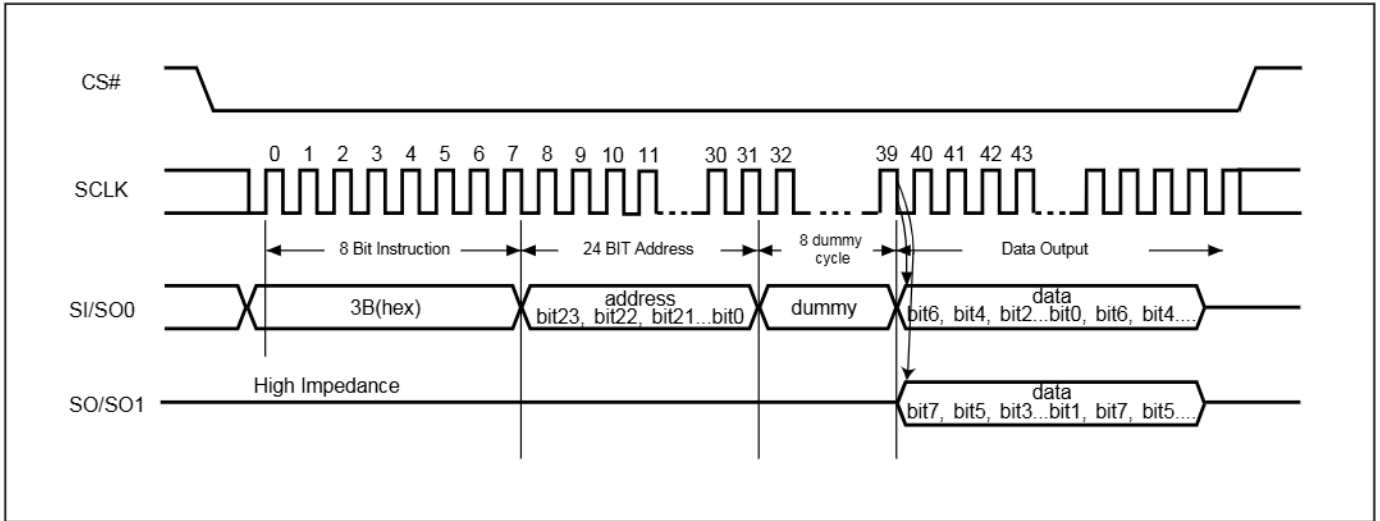 CS#
0 1 2 3 4 5 6 7 8 9 10 11 30 31 32 39 40 41 42 43
SCLK
8 Bit Instruction 24 BIT Address 8 dummy cycle Data Output
SI/SO0 3B(hex) address dummy data
bit23, bit22, bit21...bit0 bit6, bit4, bit2...bit0, bit6, bit4....
High Impedance
SO/SO1 data
bit7, bit5, bit3...bit1, bit7, bit5....